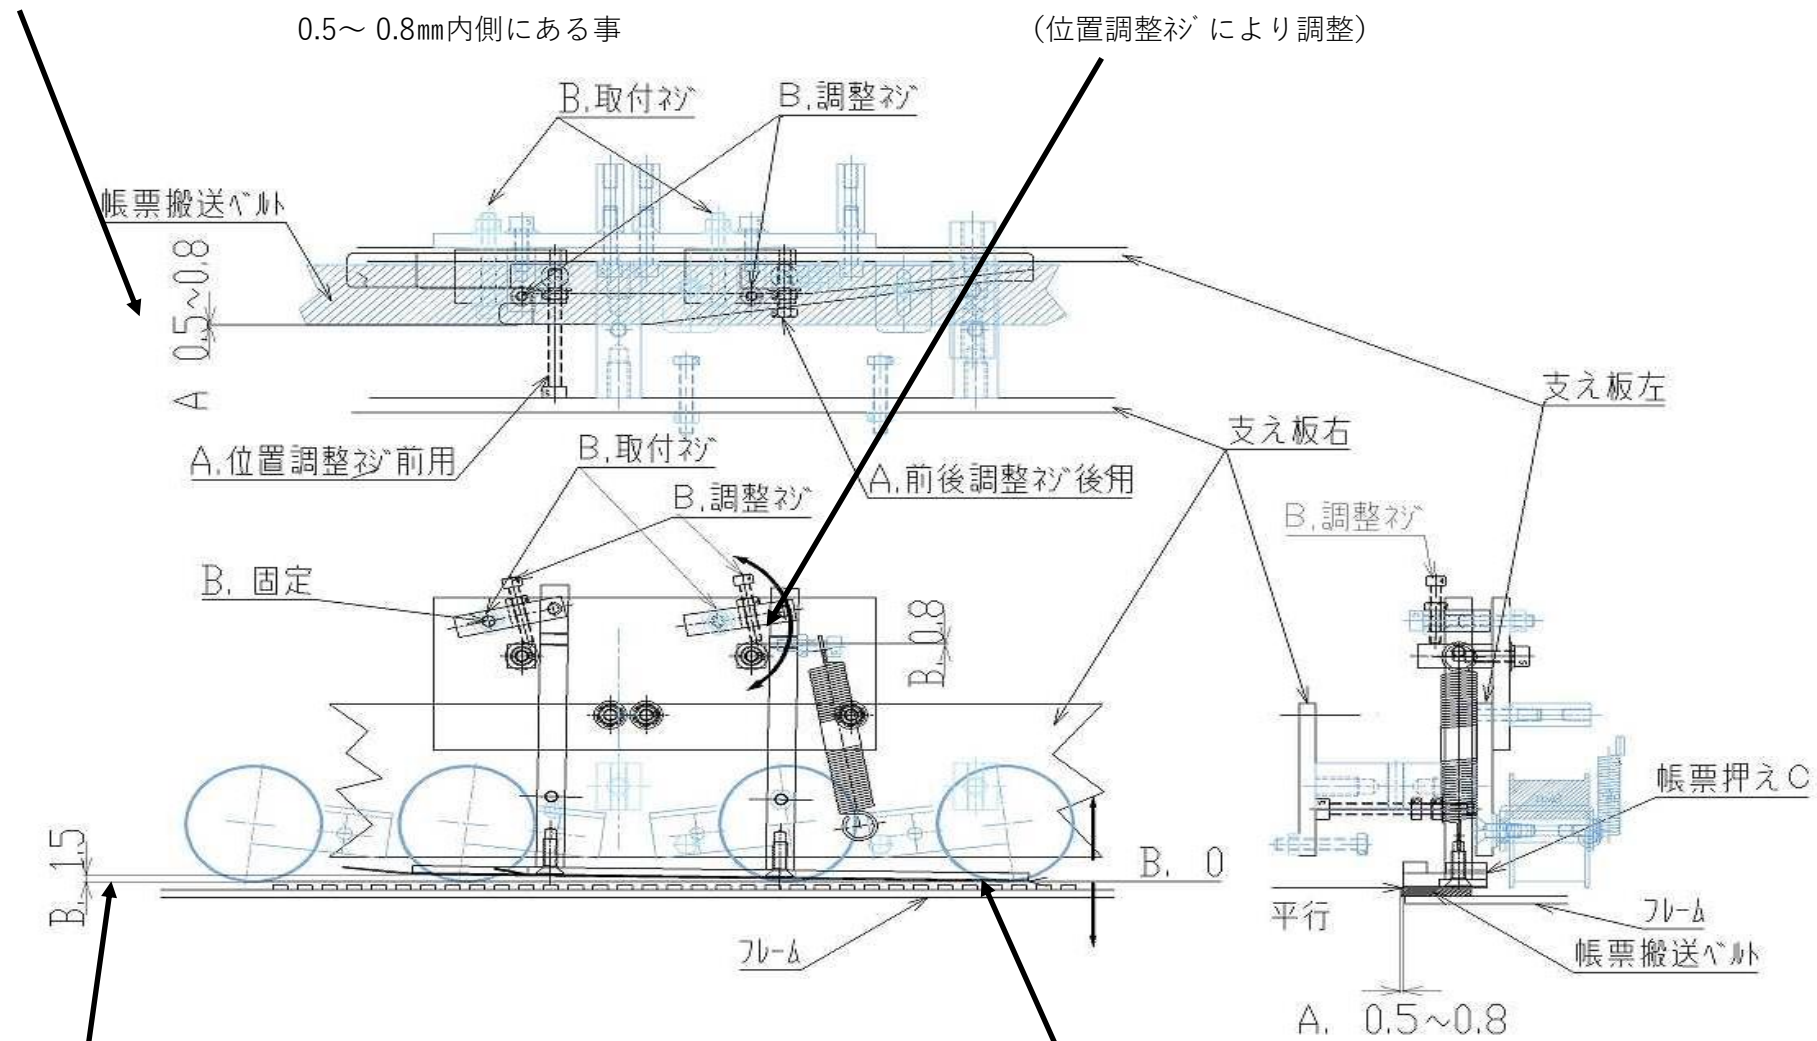 0.5～0.8㎜内側にある事
(位置調整ﾈｼﾞにより調整)
B.取付ﾈｼﾞ
B.調整ﾈｼﾞ
帳票搬送ﾍﾞﾙﾄ
A 0.5~0.8
支え板左
支え板右
A.位置調整ﾈｼﾞ前用
B.取付ﾈｼﾞ
A.前後調整ﾈｼﾞ後用
B.調整ﾈｼﾞ
B.調整ﾈｼﾞ
B. 固定
B. 0.8
帳票押えC
B. 1.5
B. 0
平行
ﾌﾚｰﾑ
ﾌﾚｰﾑ
帳票搬送ﾍﾞﾙﾄ
A. 0.5~0.8